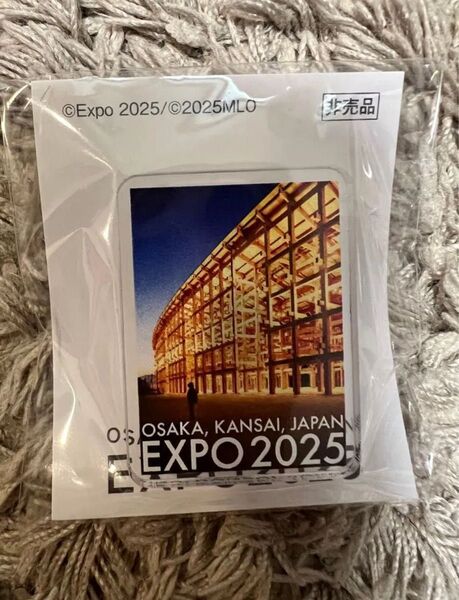 ©Expo 2025/©2025MLO
非売品
OSAKA, KANSAI, JAPAN
EXPO 2025